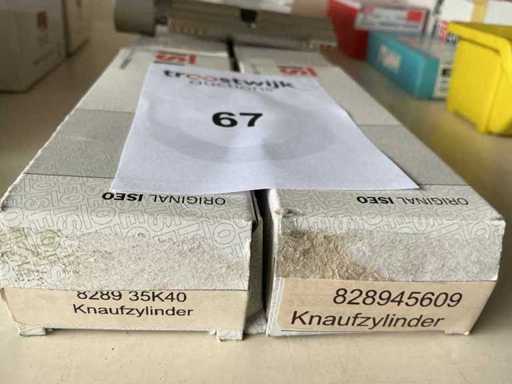 troostwijk
auctions
67
ORIGINAL ISEO
8289 35K40
Knaufzylinder
ORIGINAL ISEO
828945609
Knaufzylinder